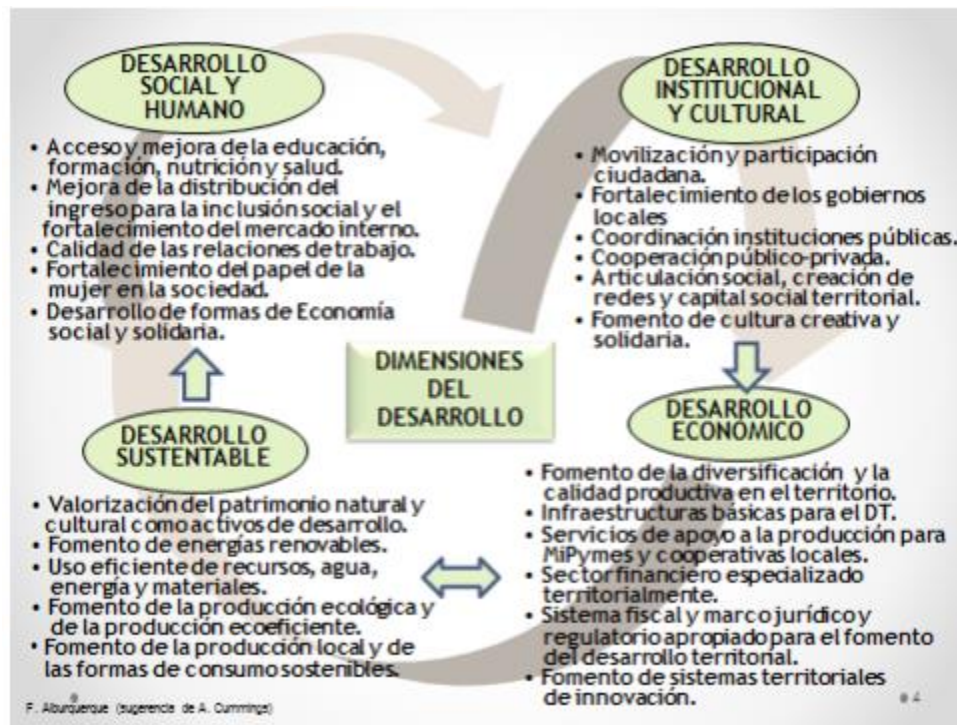 DESARROLLO
SOCIAL Y
HUMANO
• Acceso y mejora de la educación,
formación, nutrición y salud.
• Mejora de la distribución del
ingreso para la inclusión social y el
fortalecimiento del mercado interno.
• Calidad de las relaciones de trabajo.
• Fortalecimiento del papel de la
mujer en la sociedad.
• Desarrollo de formas de Economía
social y solidaria.
DESARROLLO
INSTITUCIONAL
Y CULTURAL
• Movilización y participación
ciudadana.
• Fortalecimiento de los gobiernos
locales
• Coordinación instituciones públicas.
• Cooperación público-privada.
• Articulación social, creación de
redes y capital social territorial.
• Fomento de cultura creativa y
solidaria.
DIMENSIONES
DEL
DESARROLLO
DESARROLLO
SUSTENTABLE
• Valorización del patrimonio natural y
cultural como activos de desarrollo.
• Fomento de energías renovables.
• Uso eficiente de recursos, agua,
energía y materiales.
• Fomento de la producción ecológica y
de la producción ecoeficiente.
• Fomento de la producción local y de
las formas de consumo sostenibles.
DESARROLLO
ECONÓMICO
• Fomento de la diversificación y la
calidad productiva en el territorio.
• Infraestructuras básicas para el DT.
• Servicios de apoyo a la producción para
MiPymes y cooperativas locales.
• Sector financiero especializado
territorialmente.
• Sistema fiscal y marco jurídico y
regulatorio apropiado para el fomento
del desarrollo territorial.
• Fomento de sistemas territoriales
de innovación.
F. Alburquerque (sugerencia de A. Cummings)
4